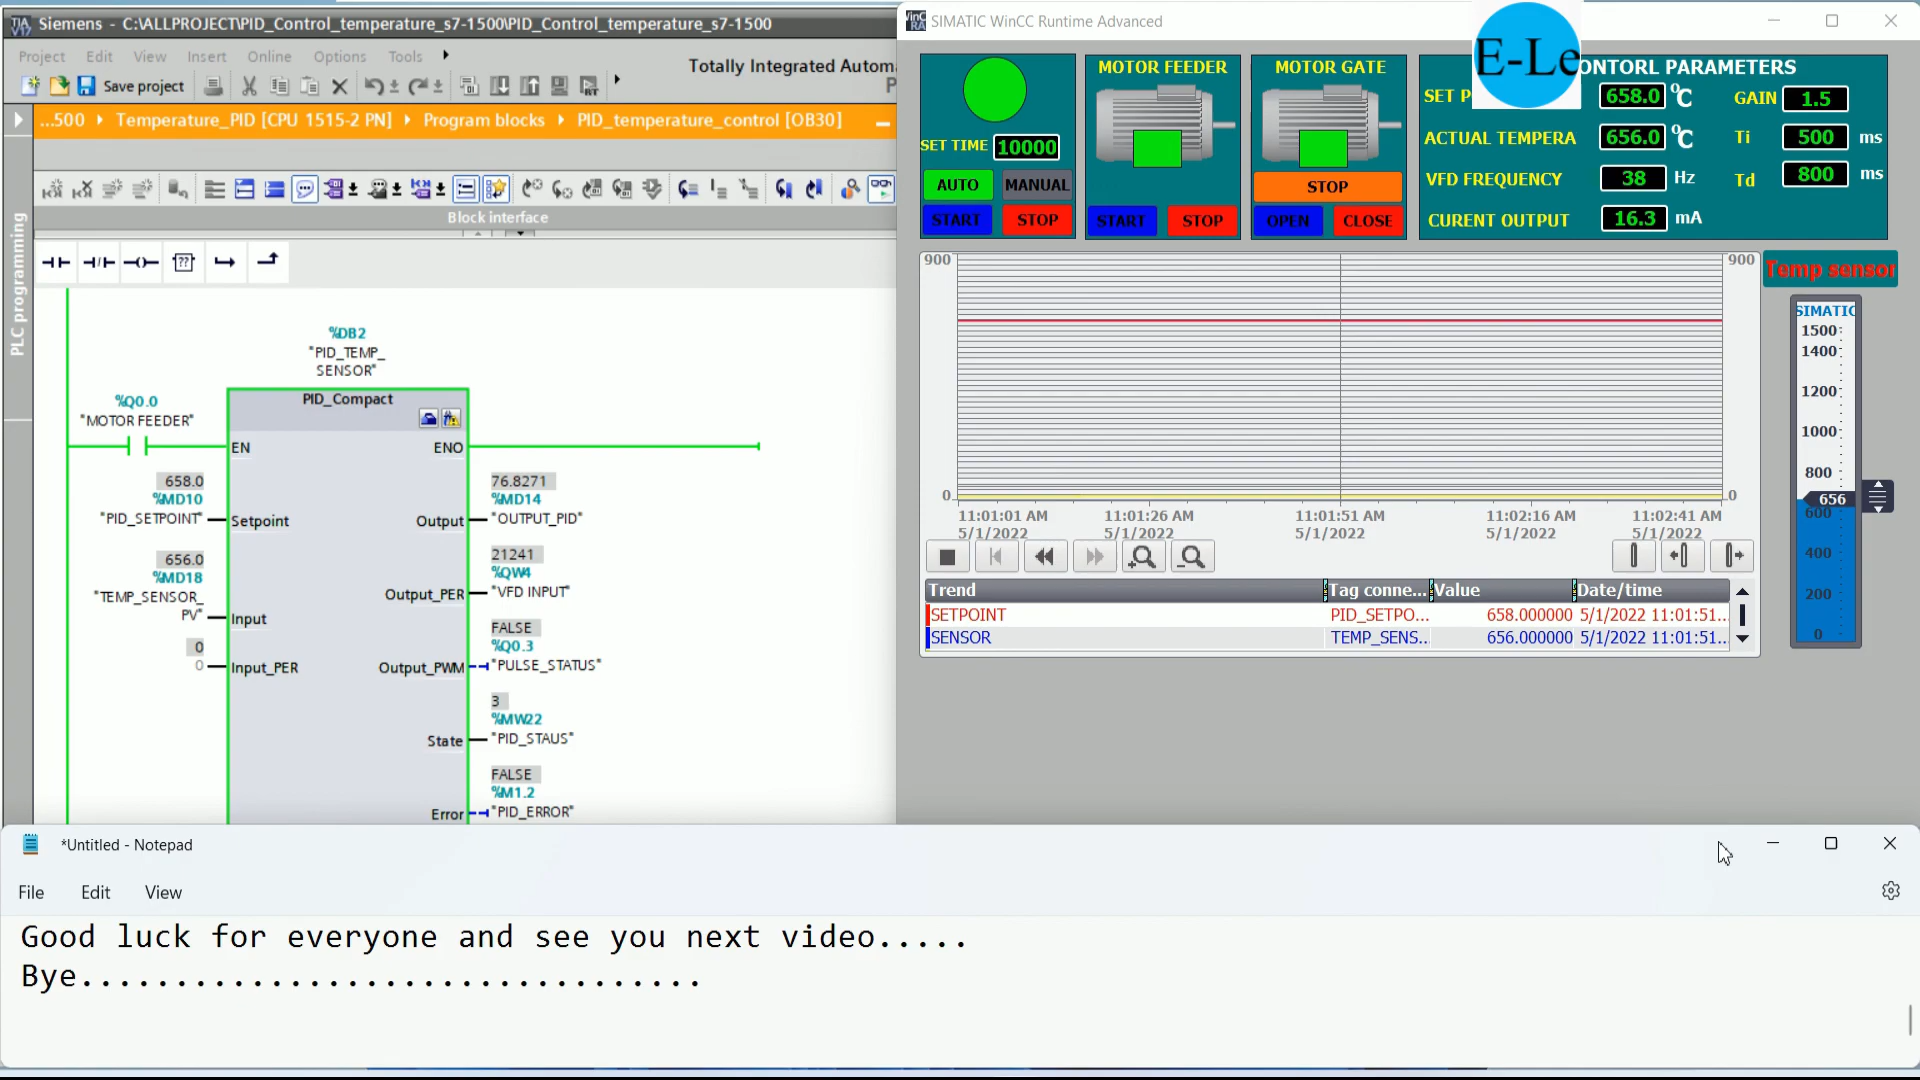 Siemens - C:\ALLPROJECT\PID_Control_temperature_s7-1500\PID_Control_temperature_s7-1500
Project Edit View Insert Online Options Tools
Save project
Totally Integrated Autom
P
...500 Temperature_PID [CPU 1515-2 PN] Program blocks PID_temperature_control [OB30]
Block interface
PLC programming
??
%DB2
"PID_TEMP_
SENSOR"
PID_Compact
%Q0.0
"MOTOR FEEDER"
EN
ENO
658.0
%MD10
"PID_SETPOINT"
Setpoint
656.0
%MD18
"TEMP_SENSOR_
PV"
Input
0
0
Input_PER
76.8271
%MD14
Output
"OUTPUT_PID"
21241
%QW4
Output_PER
"VFD INPUT"
FALSE
%Q0.3
Output_PWM
"PULSE_STATUS"
3
%MW22
State
"PID_STAUS"
FALSE
%M1.2
Error
"PID_ERROR"
SIMATIC WinCC Runtime Advanced
E-Le
SET TIME 10000
AUTO MANUAL
START STOP
MOTOR FEEDER
START STOP
MOTOR GATE
STOP
OPEN CLOSE
ONTORL PARAMETERS
SET P 658.0 °C GAIN 1.5
ACTUAL TEMPERA 656.0 °C Ti 500 ms
VFD FREQUENCY 38 Hz Td 800 ms
CURENT OUTPUT 16.3 mA
900 900
0 0
11:01:01 AM 11:01:26 AM 11:01:51 AM 11:02:16 AM 11:02:41 AM
5/1/2022 5/1/2022 5/1/2022 5/1/2022 5/1/2022
Trend Tag conne... Value Date/time
SETPOINT PID_SETPO... 658.000000 5/1/2022 11:01:51...
SENSOR TEMP_SENS... 656.000000 5/1/2022 11:01:51...
Temp sensor
SIMATIC
1500
1400
1200
1000
800
656
600
400
200
0
*Untitled - Notepad
File Edit View
Good luck for everyone and see you next video.....
Bye.................................